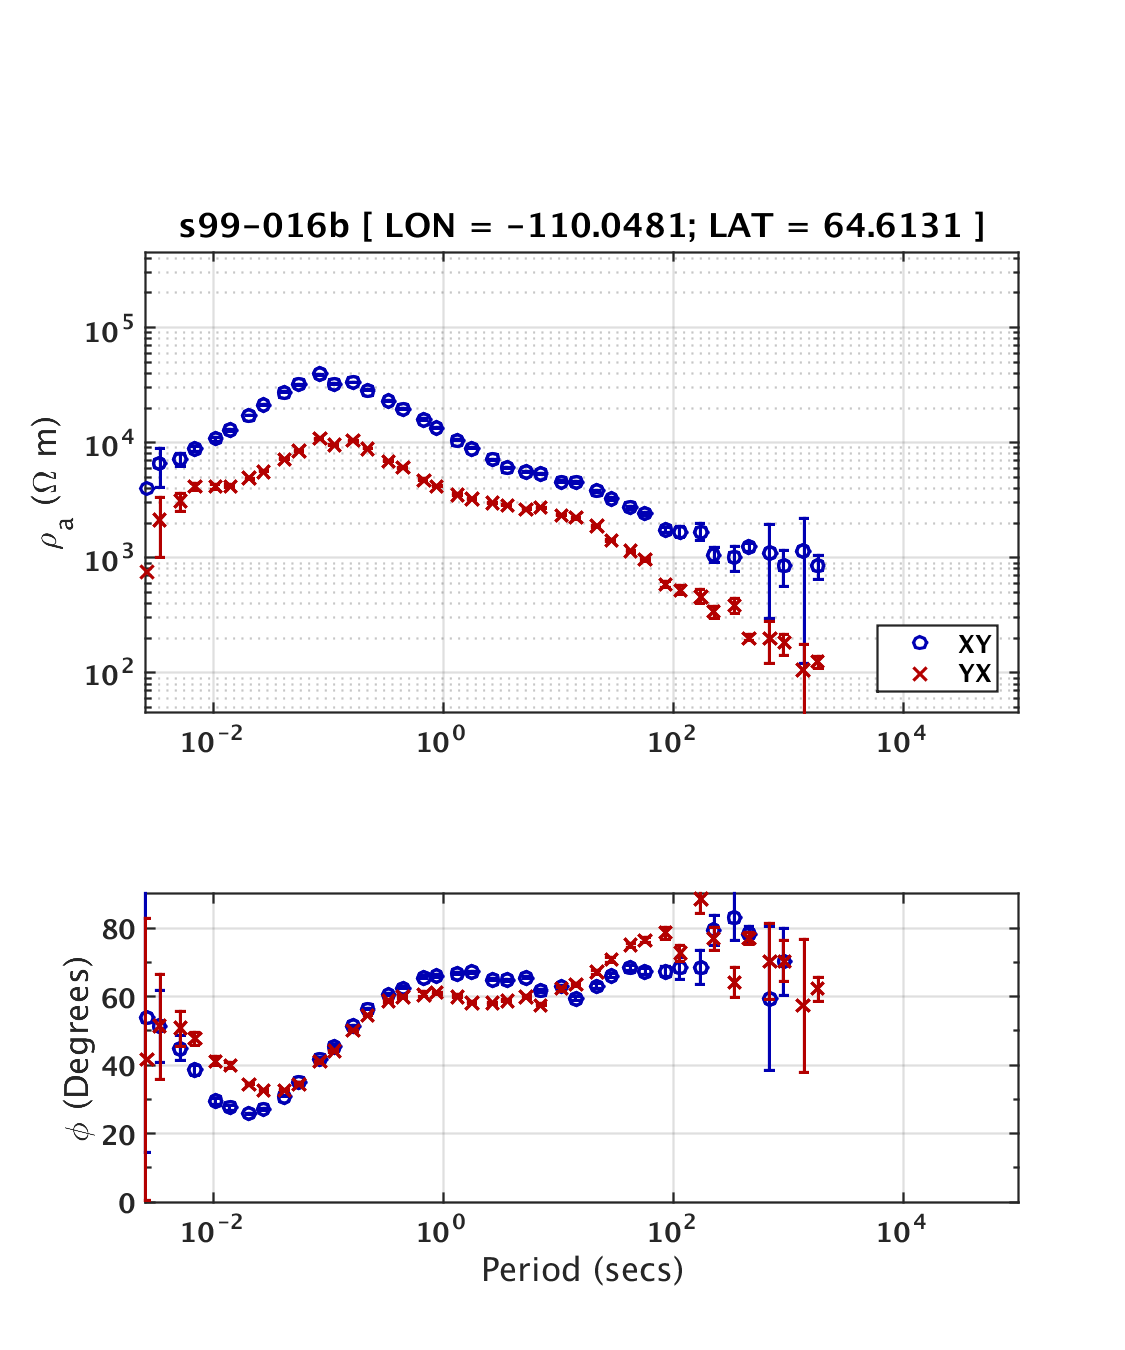 s99-016b [ LON = -110.0481; LAT = 64.6131 ]
ρa (Ω m)
10^5
10^4
10^3
10^2
XY
YX
10^-2 10^0 10^2 10^4
ϕ (Degrees)
80
60
40
20
0
10^-2 10^0 10^2 10^4
Period (secs)